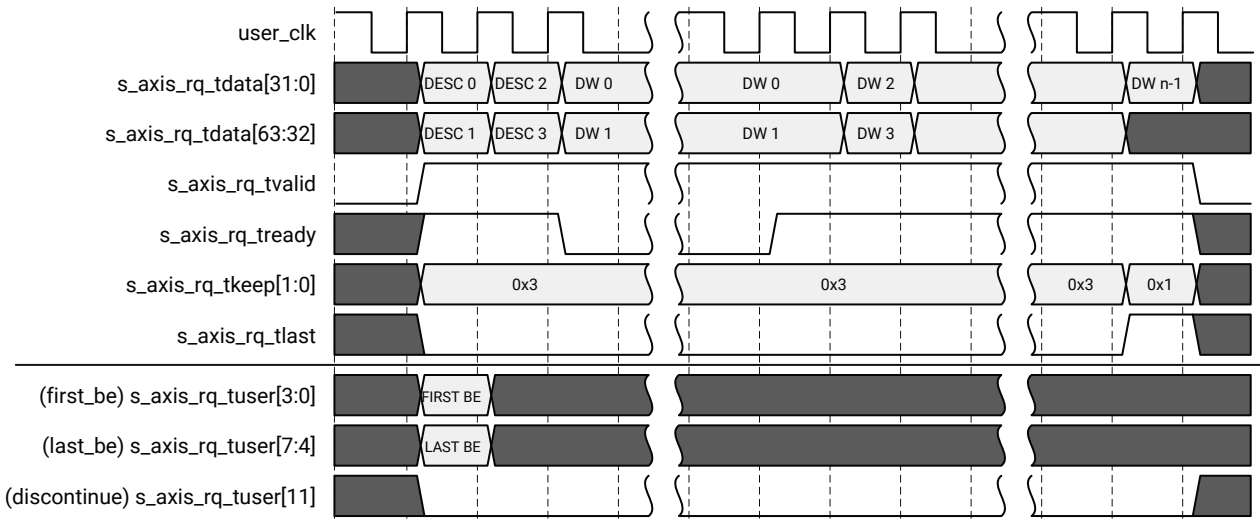 user_clk
s_axis_rq_tdata[31:0] DESC 0 DESC 2 DW 0 DW 0 DW 2 DW n-1
s_axis_rq_tdata[63:32] DESC 1 DESC 3 DW 1 DW 1 DW 3
s_axis_rq_tvalid
s_axis_rq_tready
s_axis_rq_tkeep[1:0] 0x3 0x3 0x3 0x1
s_axis_rq_tlast
(first_be) s_axis_rq_tuser[3:0] FIRST BE
(last_be) s_axis_rq_tuser[7:4] LAST BE
(discontinue) s_axis_rq_tuser[11]